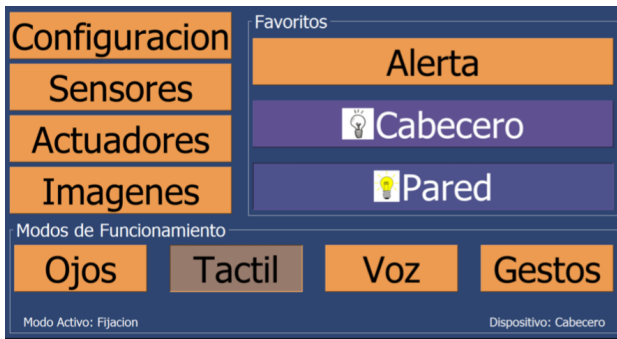 Configuracion
Sensores
Actuadores
Imagenes
Favoritos
Alerta
Cabecero
Pared
Modos de Funcionamiento
Ojos Tactil Voz Gestos
Modo Activo: Fijacion Dispositivo: Cabecero